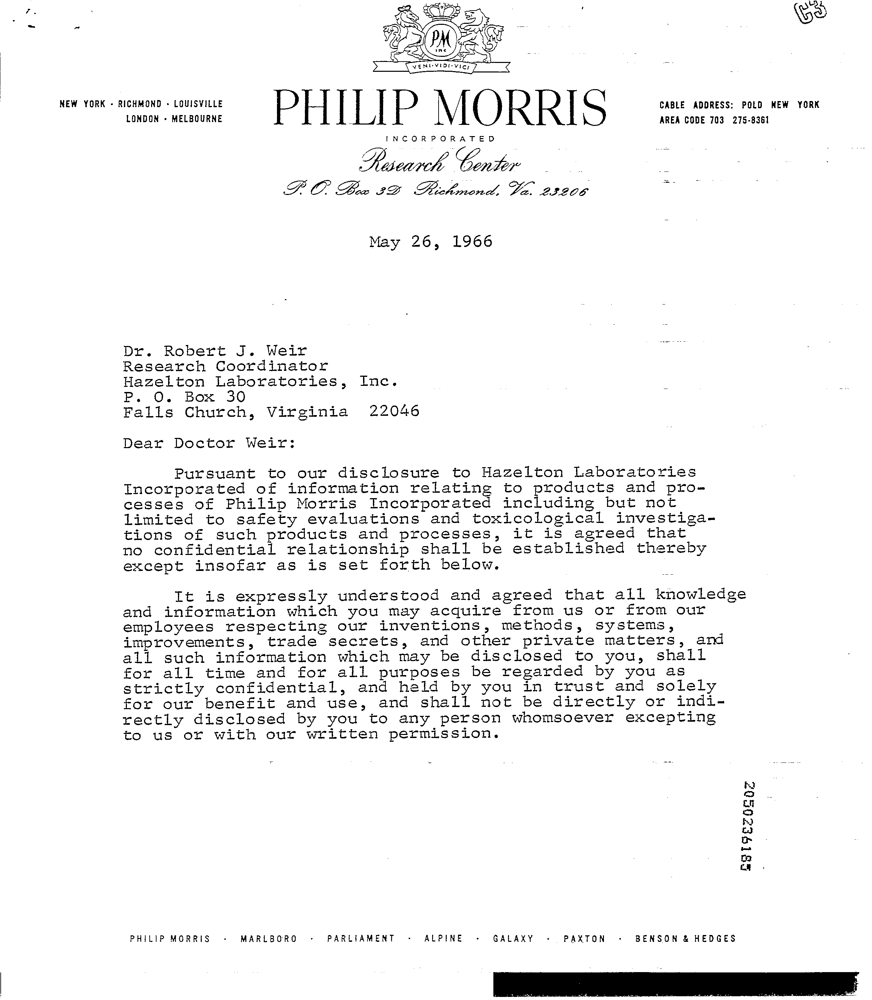 C3
PM
INC
VENI-VIDI-VICI
NEW YORK · RICHMOND · LOUISVILLE
LONDON · MELBOURNE
PHILIP MORRIS
INCORPORATED
CABLE ADDRESS: POLD NEW YORK
AREA CODE 703 275-8361
Research Center
P. O. Box 3D Richmond, Va. 23206
May 26, 1966
Dr. Robert J. Weir
Research Coordinator
Hazelton Laboratories, Inc.
P. O. Box 30
Falls Church, Virginia 22046
Dear Doctor Weir:
Pursuant to our disclosure to Hazelton Laboratories
Incorporated of information relating to products and pro-
cesses of Philip Morris Incorporated including but not
limited to safety evaluations and toxicological investiga-
tions of such products and processes, it is agreed that
no confidential relationship shall be established thereby
except insofar as is set forth below.
It is expressly understood and agreed that all knowledge
and information which you may acquire from us or from our
employees respecting our inventions, methods, systems,
improvements, trade secrets, and other private matters, and
all such information which may be disclosed to you, shall
for all time and for all purposes be regarded by you as
strictly confidential, and held by you in trust and solely
for our benefit and use, and shall not be directly or indi-
rectly disclosed by you to any person whomsoever excepting
to us or with our written permission.
2050236185
PHILIP MORRIS · MARLBORO · PARLIAMENT · ALPINE · GALAXY · PAXTON · BENSON & HEDGES